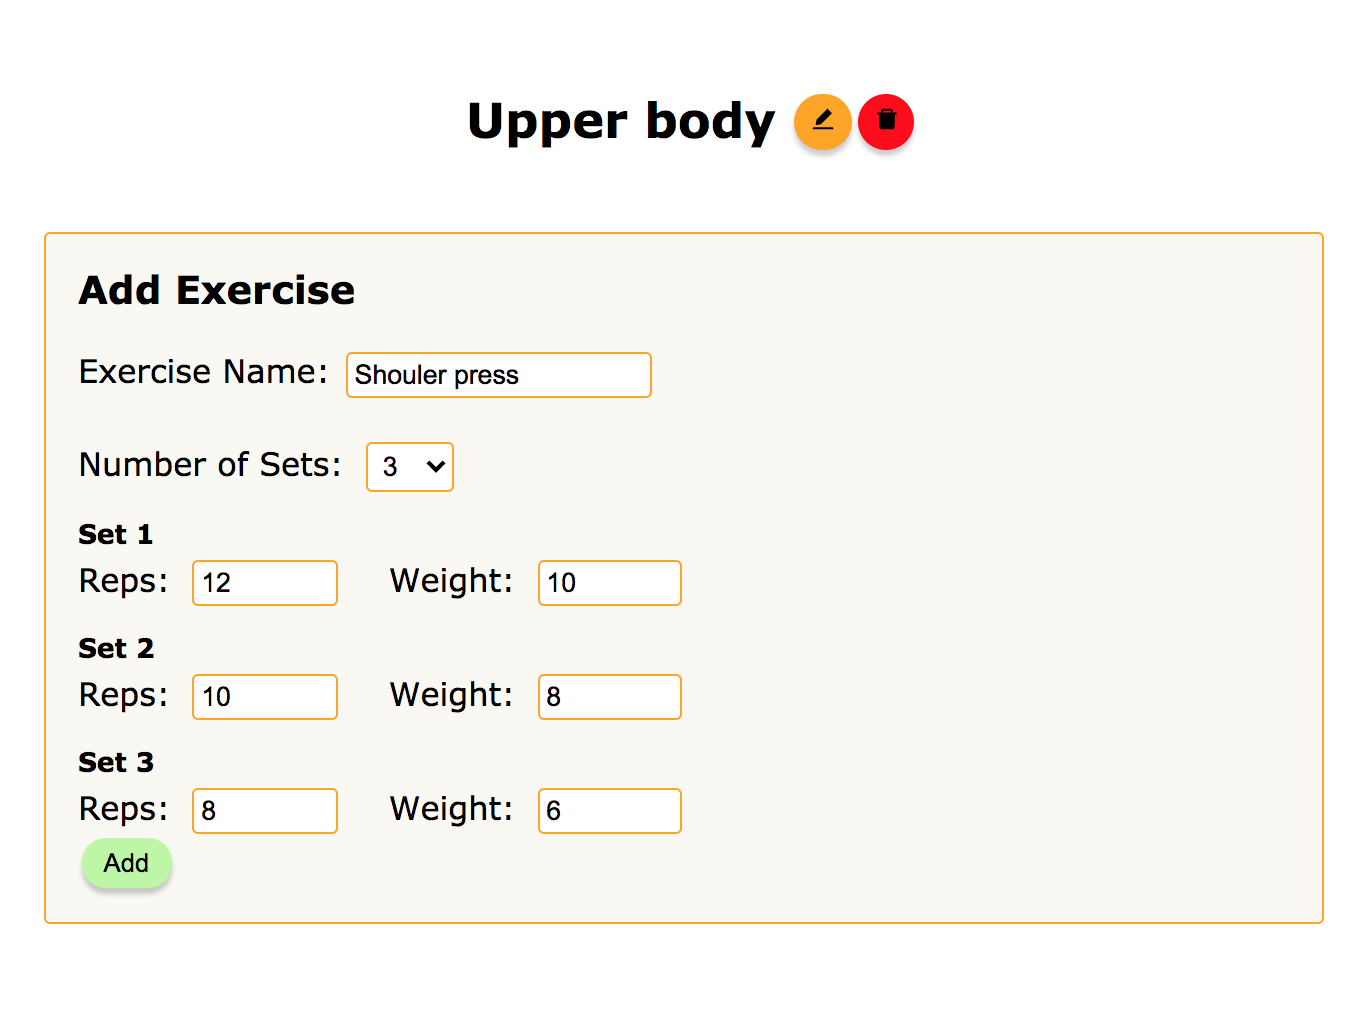 Upper body
Add Exercise
Exercise Name: Shouler press
Number of Sets: 3
Set 1
Reps: 12 Weight: 10
Set 2
Reps: 10 Weight: 8
Set 3
Reps: 8 Weight: 6
Add